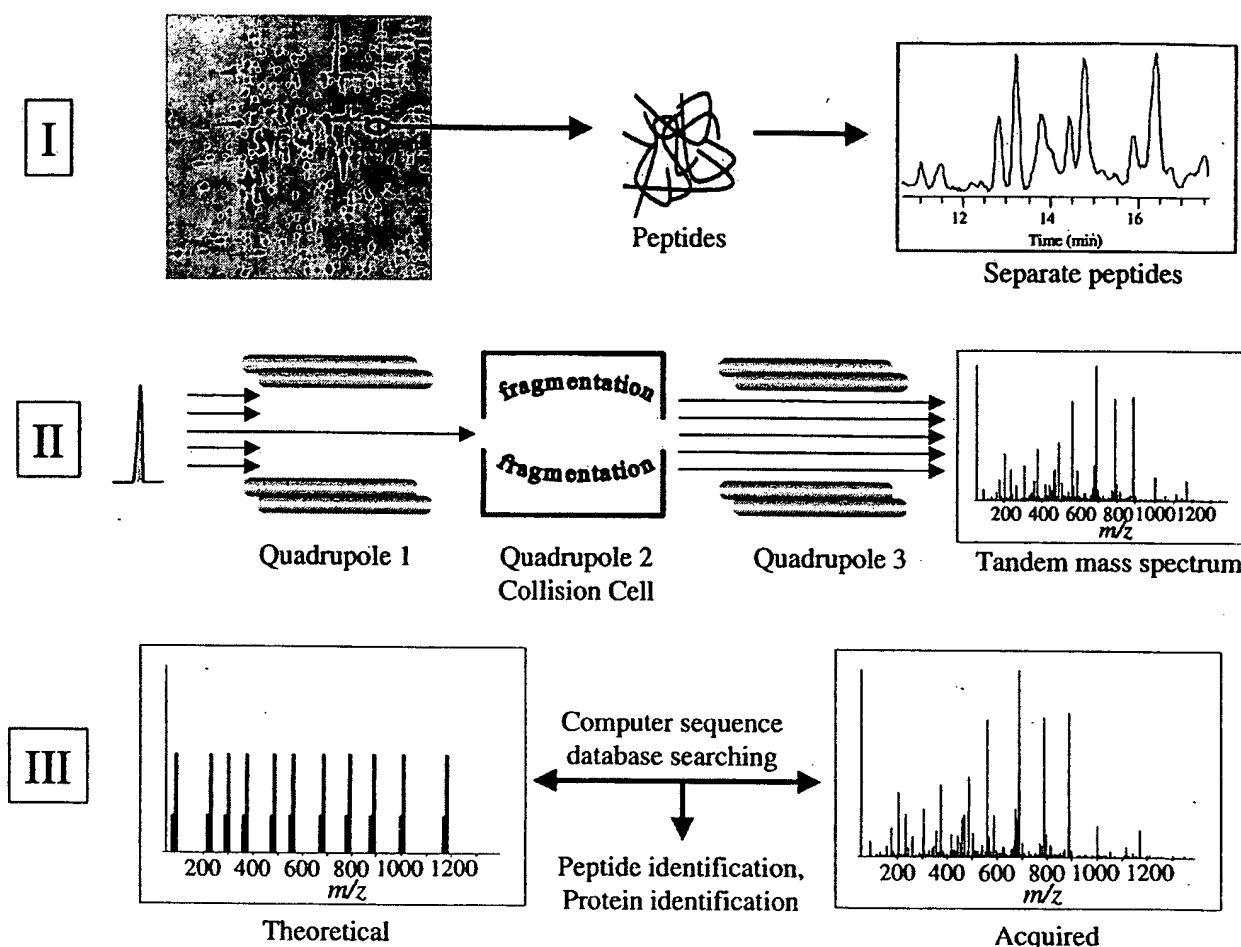 I
Peptides
12 14 16
Time (min)
Separate peptides
II
fragmentation
fragmentation
Quadrupole 1
Quadrupole 2
Collision Cell
Quadrupole 3
200 400 600 800 1000 1200
m/z
Tandem mass spectrum
III
200 400 600 800 1000 1200
m/z
Theoretical
Computer sequence
database searching
Peptide identification,
Protein identification
200 400 600 800 1000 1200
m/z
Acquired